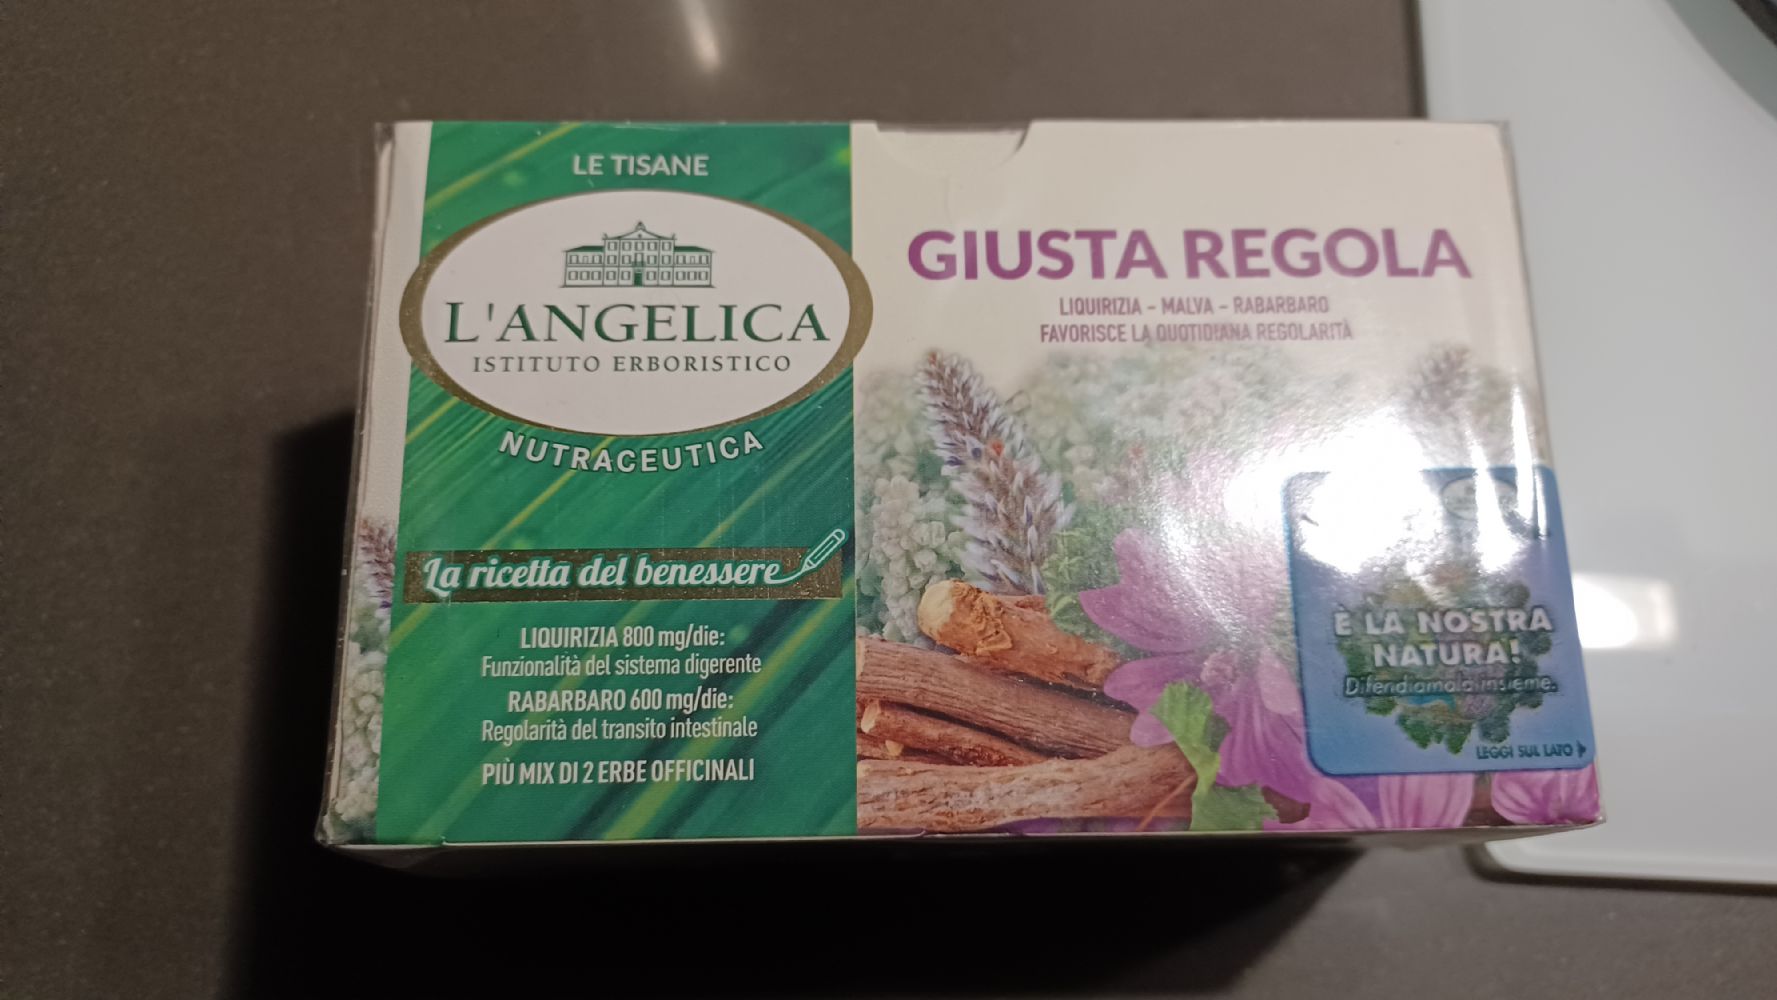 LE TISANE
L'ANGELICA
ISTITUTO ERBORISTICO
NUTRACEUTICA
La ricetta del benessere
LIQUIRIZIA 800 mg/die:
Funzionalità del sistema digerente
RABARBARO 600 mg/die:
Regolarità del transito intestinale
PIÙ MIX DI 2 ERBE OFFICINALI
GIUSTA REGOLA
LIQUIRIZIA - MALVA - RABARBARO
FAVORISCE LA QUOTIDIANA REGOLARITÀ
È LA NOSTRA
NATURA!
Difendiamola insieme.
LEGGI SUL LATO